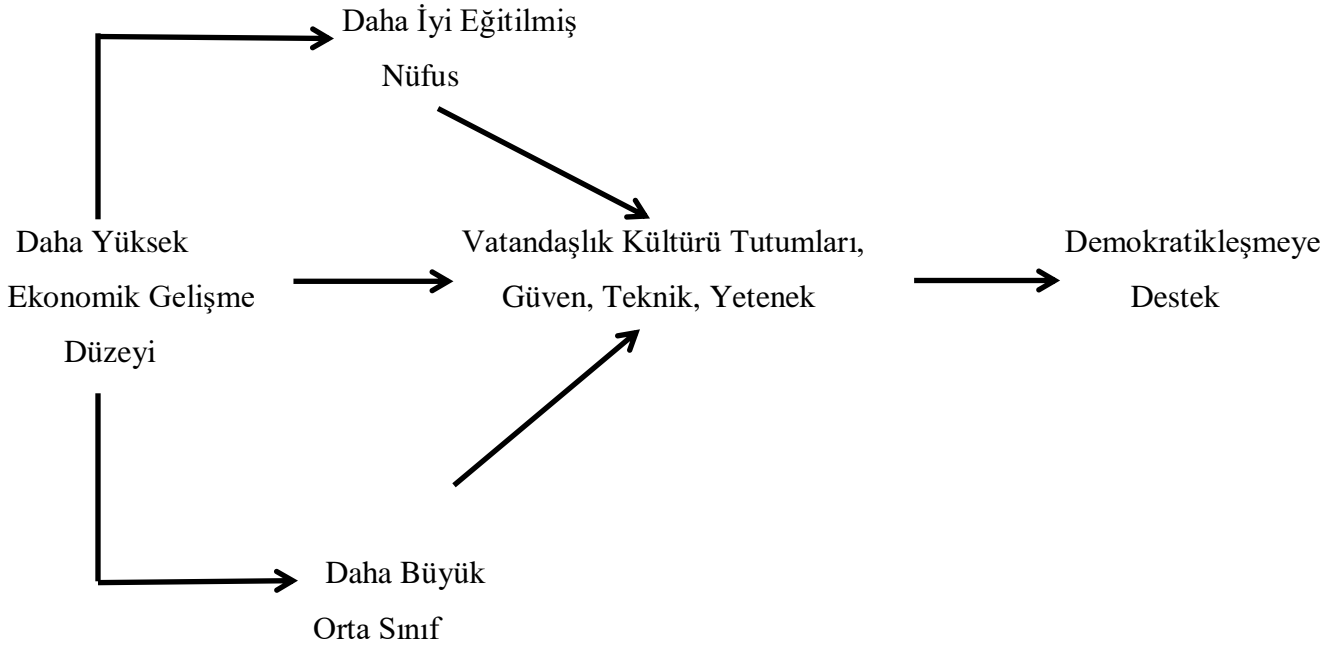 Daha İyi Eğitilmiş
Nüfus
Daha Yüksek
Ekonomik Gelişme
Düzeyi
Vatandaşlık Kültürü Tutumları,
Güven, Teknik, Yetenek
Demokratikleşmeye
Destek
Daha Büyük
Orta Sınıf